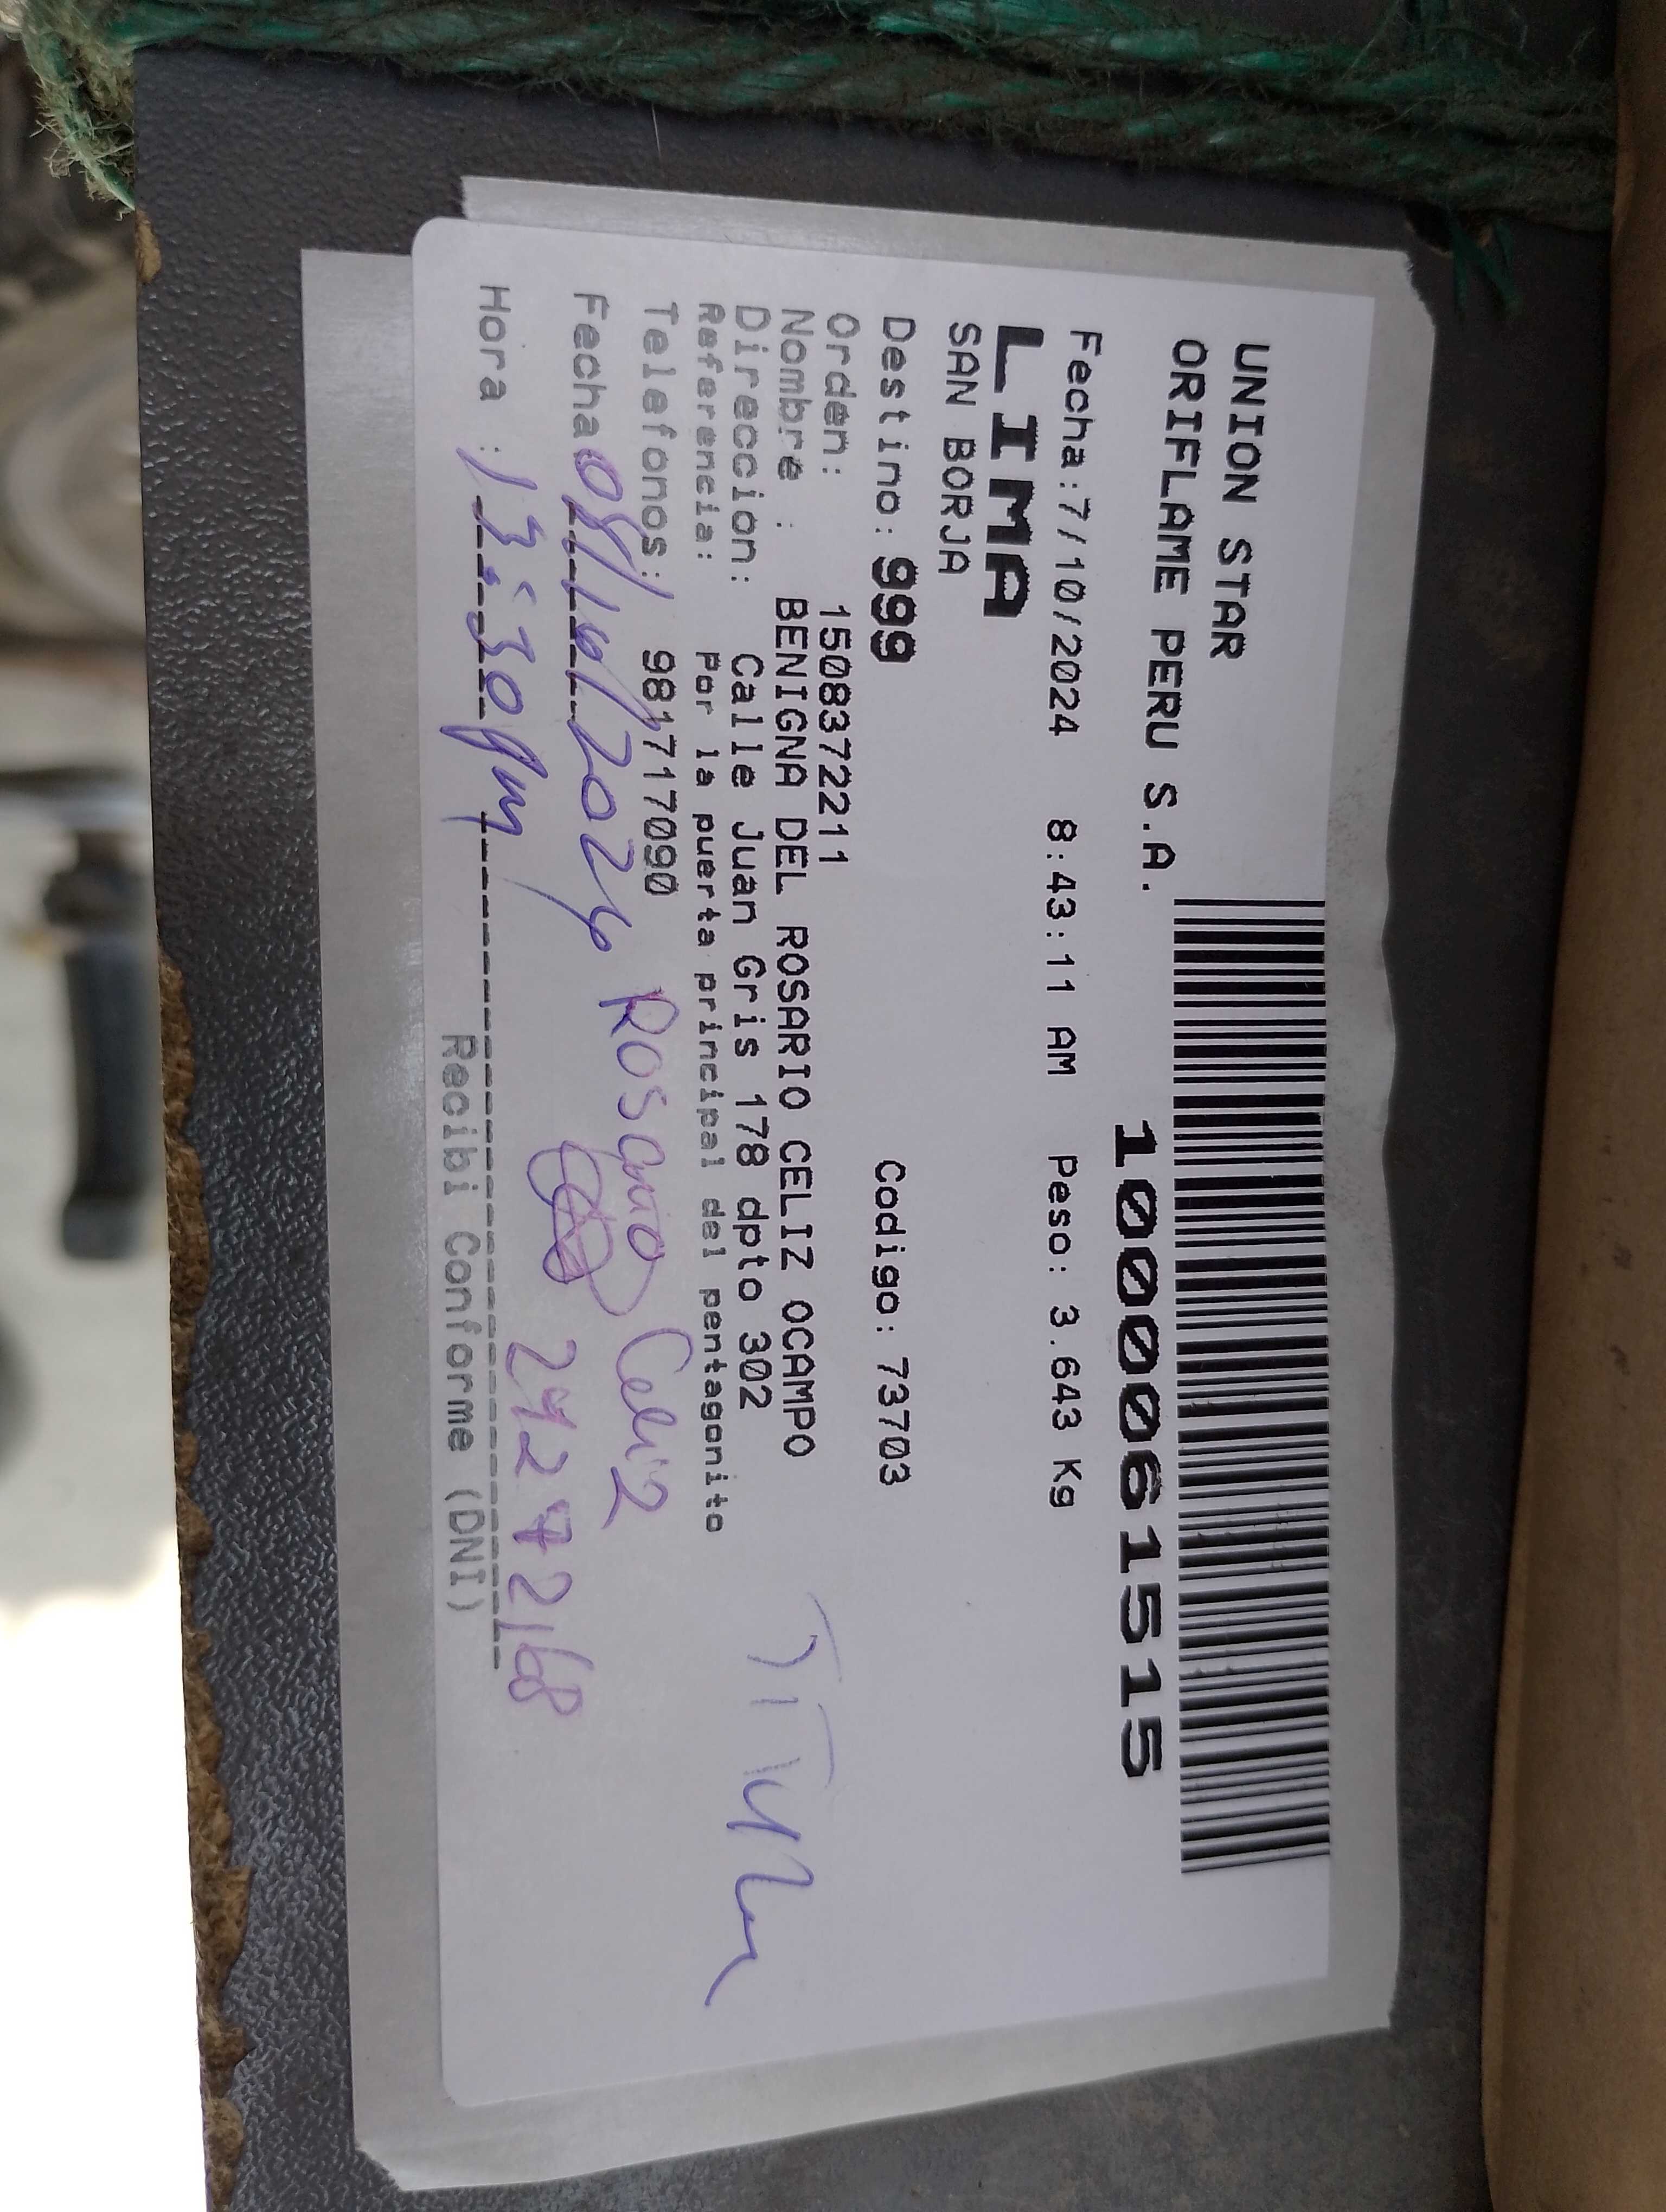 UNION STAR
ORIFLAME PERU S.A.
1000061515
Fecha:7/10/2024 8:43:11 AM Peso: 3.643 Kg
LIMA
SAN BORJA
Destino: 999 Codigo: 73703
Orden: 1508372211
Nombre : BENIGNA DEL ROSARIO CELIZ OCAMPO
Direccion: Calle Juan Gris 178 dpto 302
Referencia: Por la puerta principal del pentagonito
Telefonos: 981717090
Fecha 08/10/2024 Rosario Celiz
Hora : 13:30 pm 24272168
Recibi Conforme (DNI)